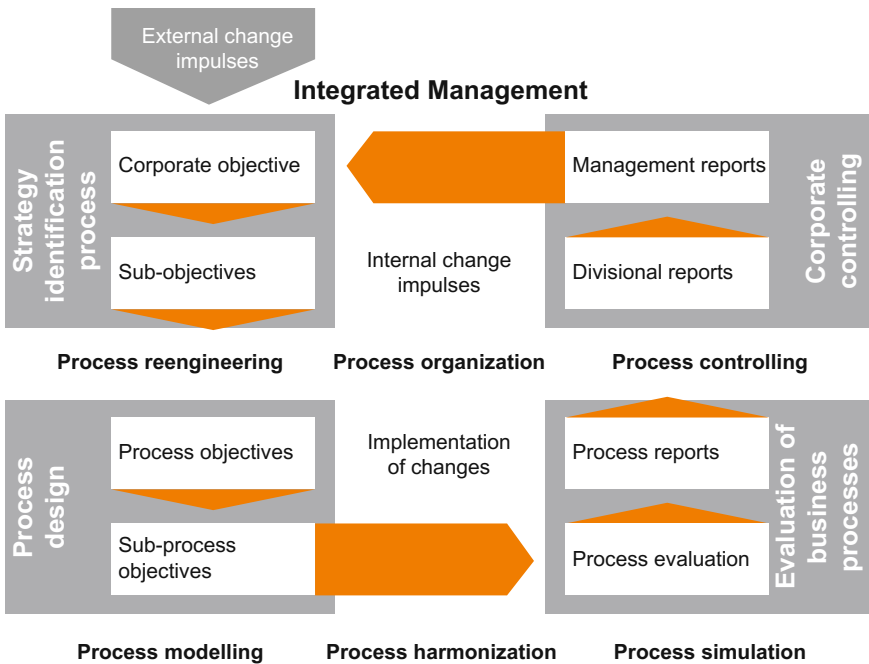 External change
impulses
Integrated Management
Strategy
identification
process
Corporate objective
Sub-objectives
Internal change
impulses
Management reports
Divisional reports
Corporate
controlling
Process reengineering
Process organization
Process controlling
Process
design
Process objectives
Sub-process
objectives
Implementation
of changes
Process reports
Process evaluation
Evaluation of
business
processes
Process modelling
Process harmonization
Process simulation